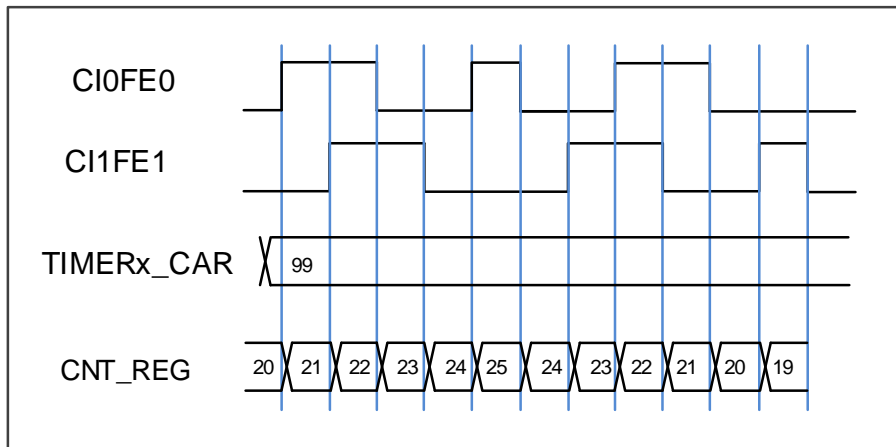 CI0FE0
CI1FE1
TIMERx_CAR 99
CNT_REG 20 21 22 23 24 25 24 23 22 21 20 19